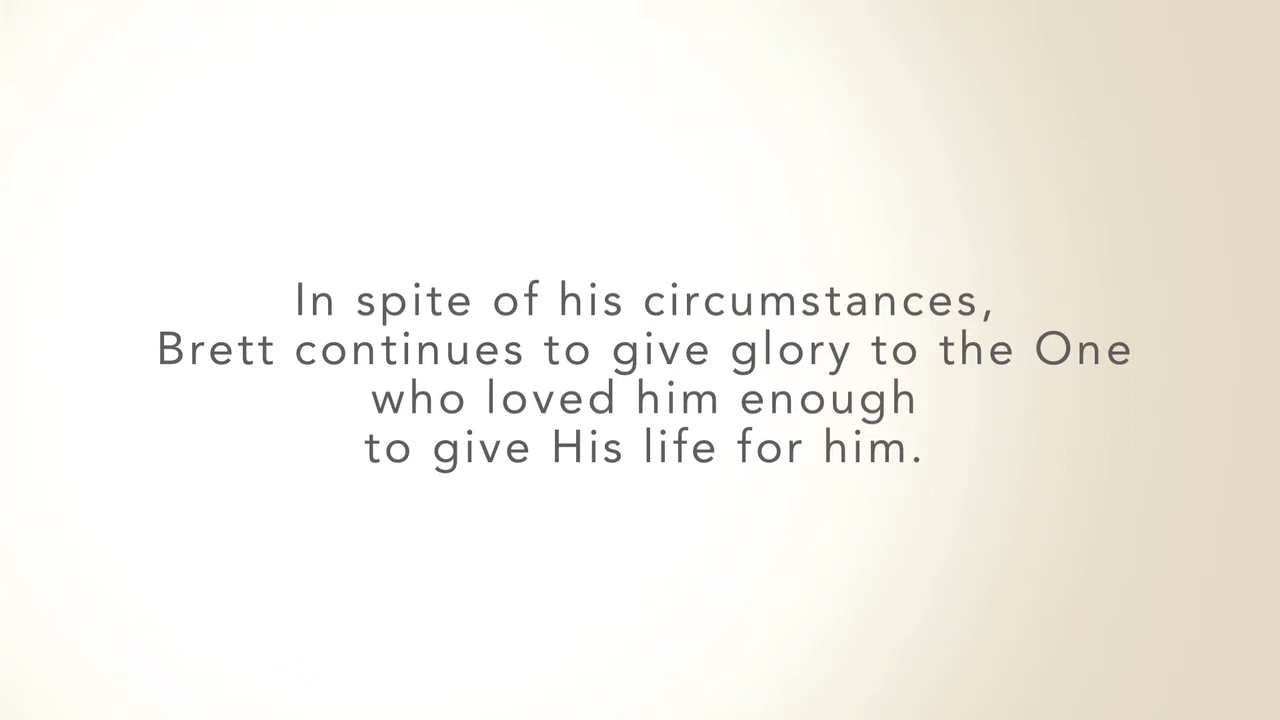 In spite of his circumstances,
Brett continues to give glory to the One
who loved him enough
to give His life for him.